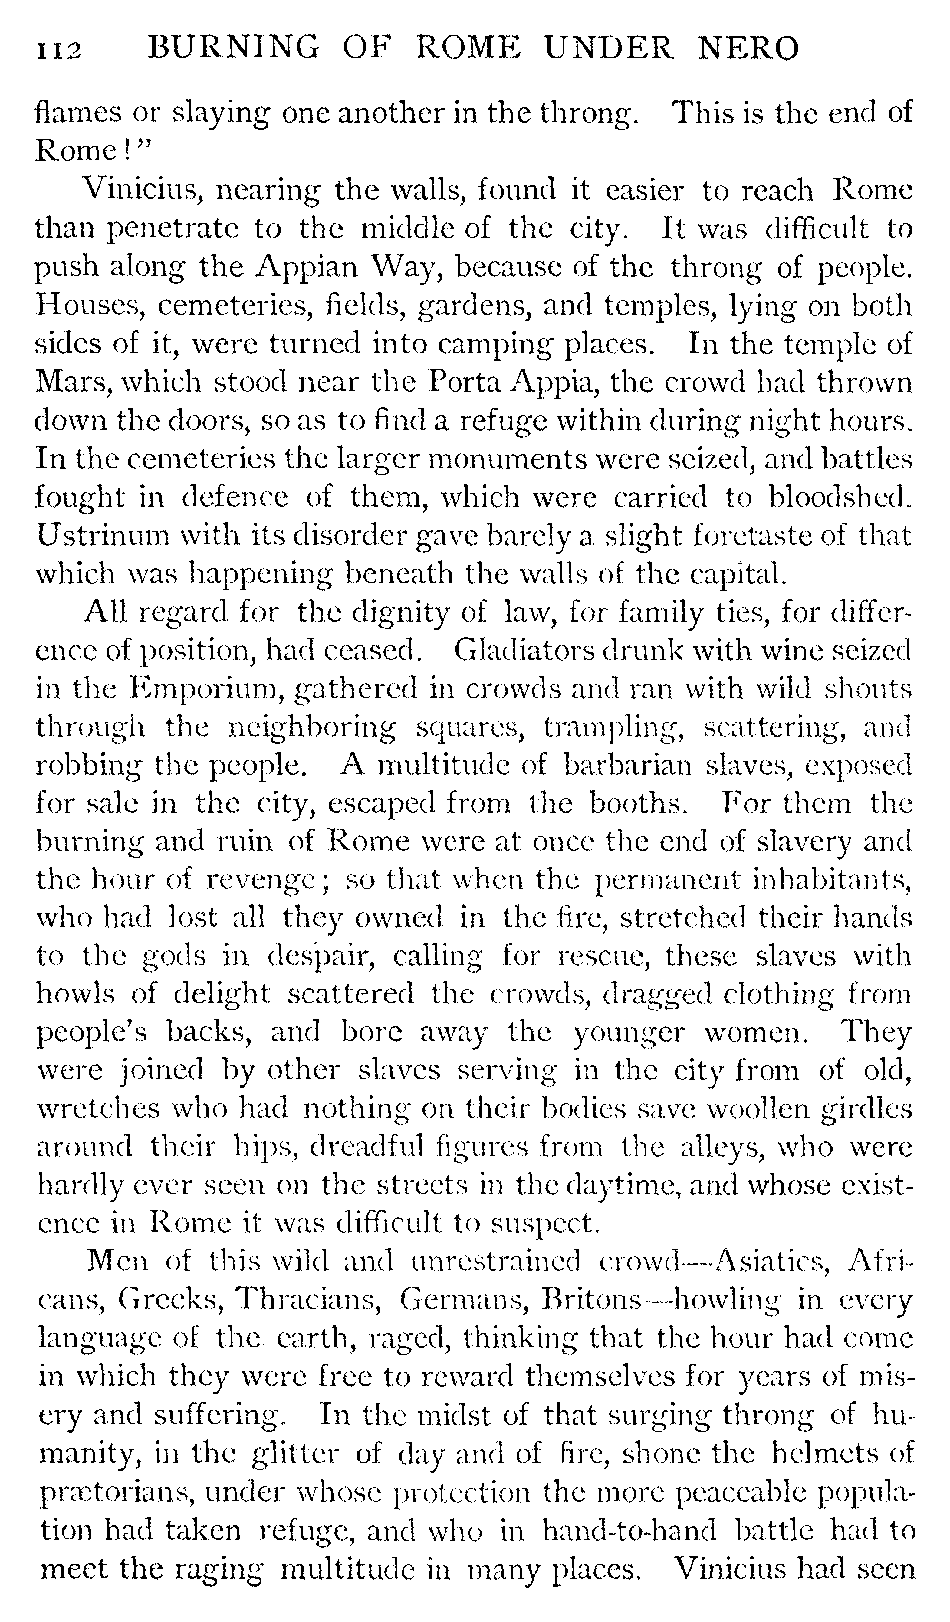 112 BURNING OF ROME UNDER NERO
flames or slaying one another in the throng. This is the end of
Rome!"
Vinicius, nearing the walls, found it easier to reach Rome
than penetrate to the middle of the city. It was difficult to
push along the Appian Way, because of the throng of people.
Houses, cemeteries, fields, gardens, and temples, lying on both
sides of it, were turned into camping places. In the temple of
Mars, which stood near the Porta Appia, the crowd had thrown
down the doors, so as to find a refuge within during night hours.
In the cemeteries the larger monuments were seized, and battles
fought in defence of them, which were carried to bloodshed.
Ustrinum with its disorder gave barely a slight foretaste of that
which was happening beneath the walls of the capital.
All regard for the dignity of law, for family ties, for differ-
ence of position, had ceased. Gladiators drunk with wine seized
in the Emporium, gathered in crowds and ran with wild shouts
through the neighboring squares, trampling, scattering, and
robbing the people. A multitude of barbarian slaves, exposed
for sale in the city, escaped from the booths. For them the
burning and ruin of Rome were at once the end of slavery and
the hour of revenge; so that when the permanent inhabitants,
who had lost all they owned in the fire, stretched their hands
to the gods in despair, calling for rescue, these slaves with
howls of delight scattered the crowds, dragged clothing from
people's backs, and bore away the younger women. They
were joined by other slaves serving in the city from of old,
wretches who had nothing on their bodies save woollen girdles
around their hips, dreadful figures from the alleys, who were
hardly ever seen on the streets in the daytime, and whose exist-
ence in Rome it was difficult to suspect.
Men of this wild and unrestrained crowd—Asiatics, Afri-
cans, Greeks, Thracians, Germans, Britons—howling in every
language of the earth, raged, thinking that the hour had come
in which they were free to reward themselves for years of mis-
ery and suffering. In the midst of that surging throng of hu-
manity, in the glitter of day and of fire, shone the helmets of
prætorians, under whose protection the more peaceable popula-
tion had taken refuge, and who in hand-to-hand battle had to
meet the raging multitude in many places. Vinicius had seen